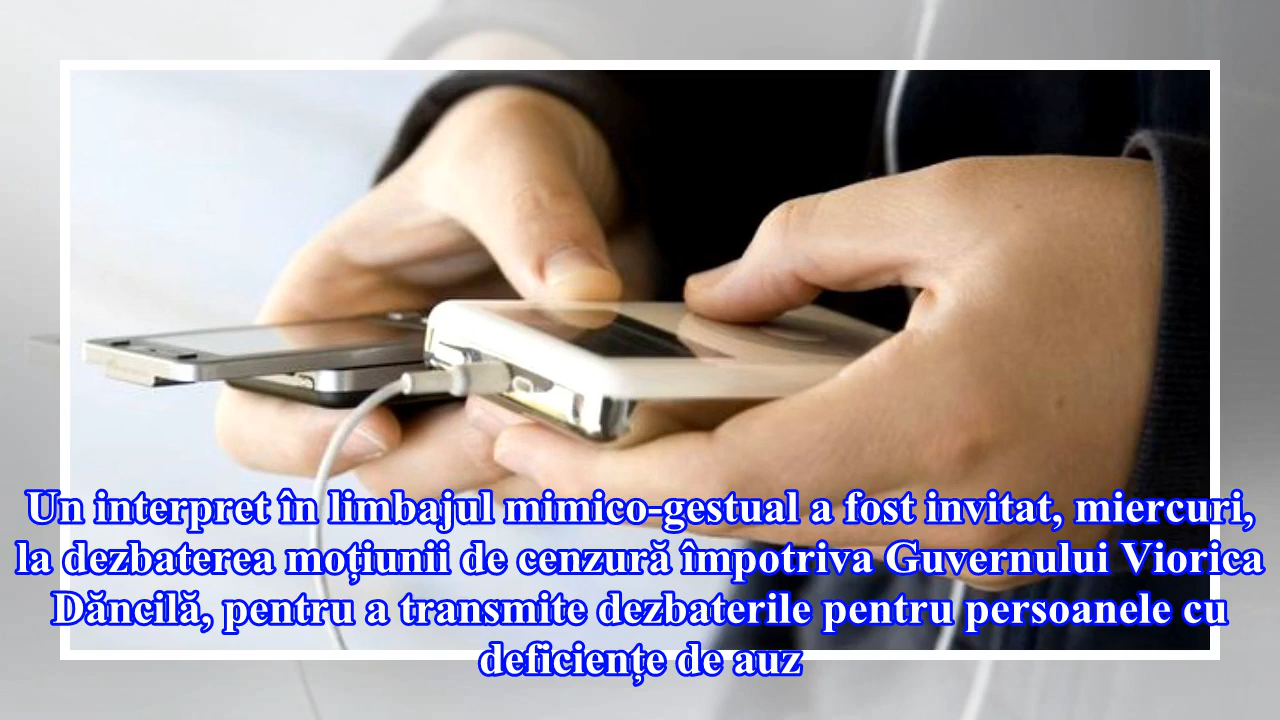 Un interpret în limbajul mimico-gestual a fost invitat, miercuri,
la dezbaterea moțiunii de cenzură împotriva Guvernului Viorica
Dăncilă, pentru a transmite dezbaterile pentru persoanele cu
deficiențe de auz